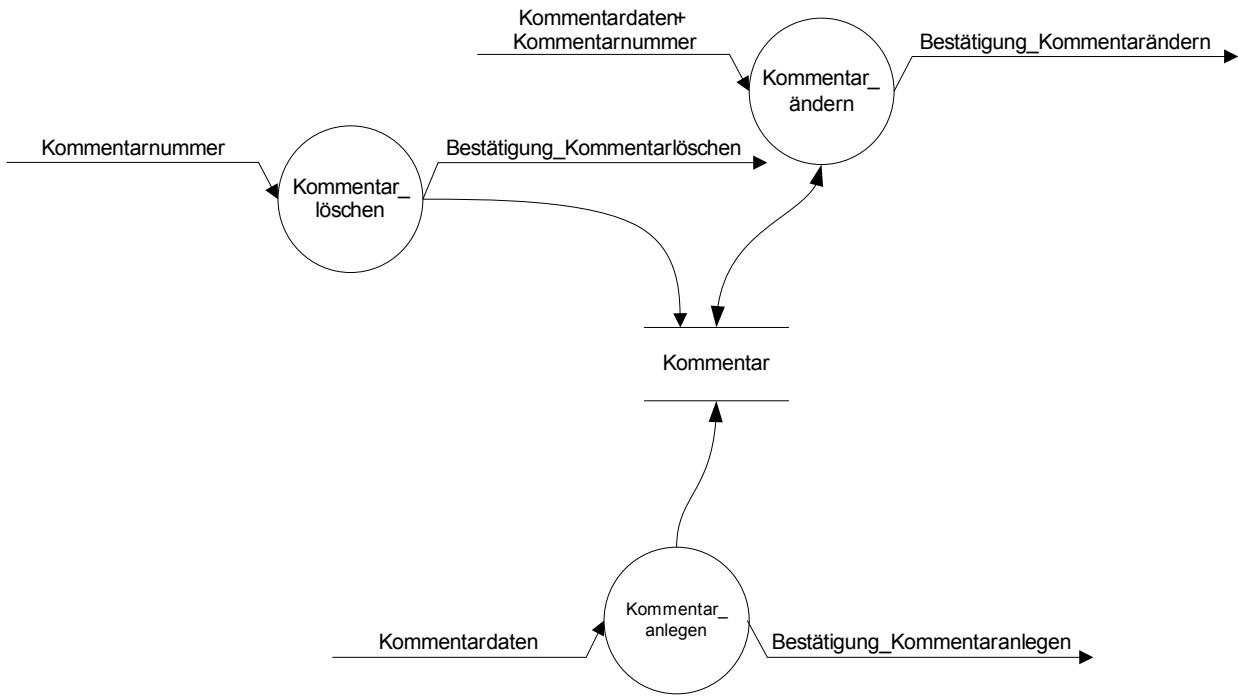 Kommentardaten+
Kommentarnummer
Bestätigung_Kommentarändern
Kommentar_
ändern
Kommentarnummer
Bestätigung_Kommentarlöschen
Kommentar_
löschen
Kommentar
Kommentar_
anlegen
Kommentardaten
Bestätigung_Kommentaranlegen